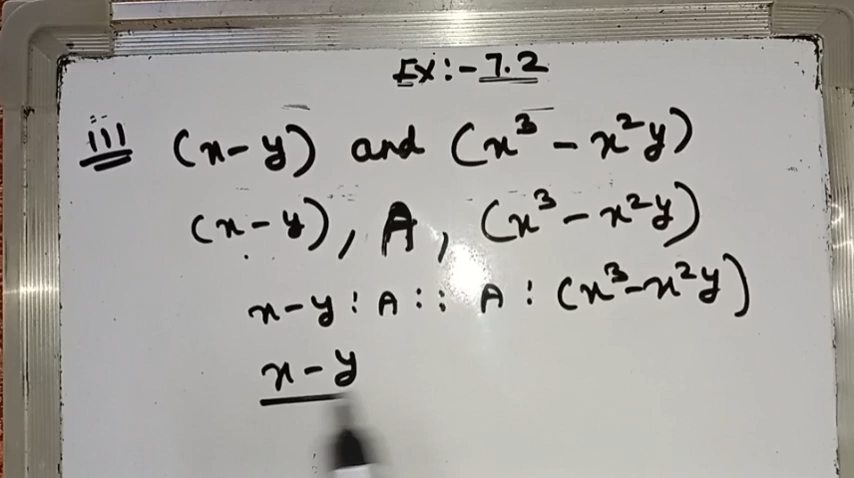 Ex:- 7.2
iii (x-y) and (x³ - x²y)
(x-y), A, (x³ - x²y)
x-y : A :: A : (x³-x²y)
x-y